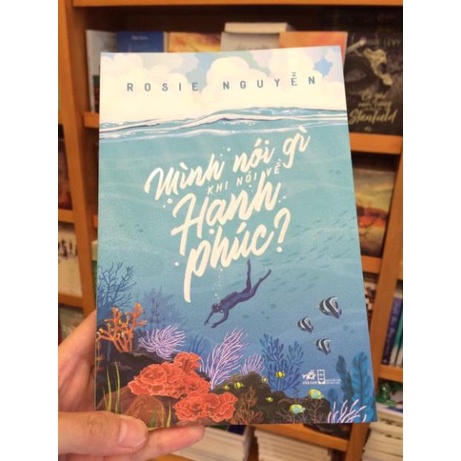 ROSIE NGUYỄN
Mình nói gì
KHI NÓI VỀ
Hạnh
phúc?